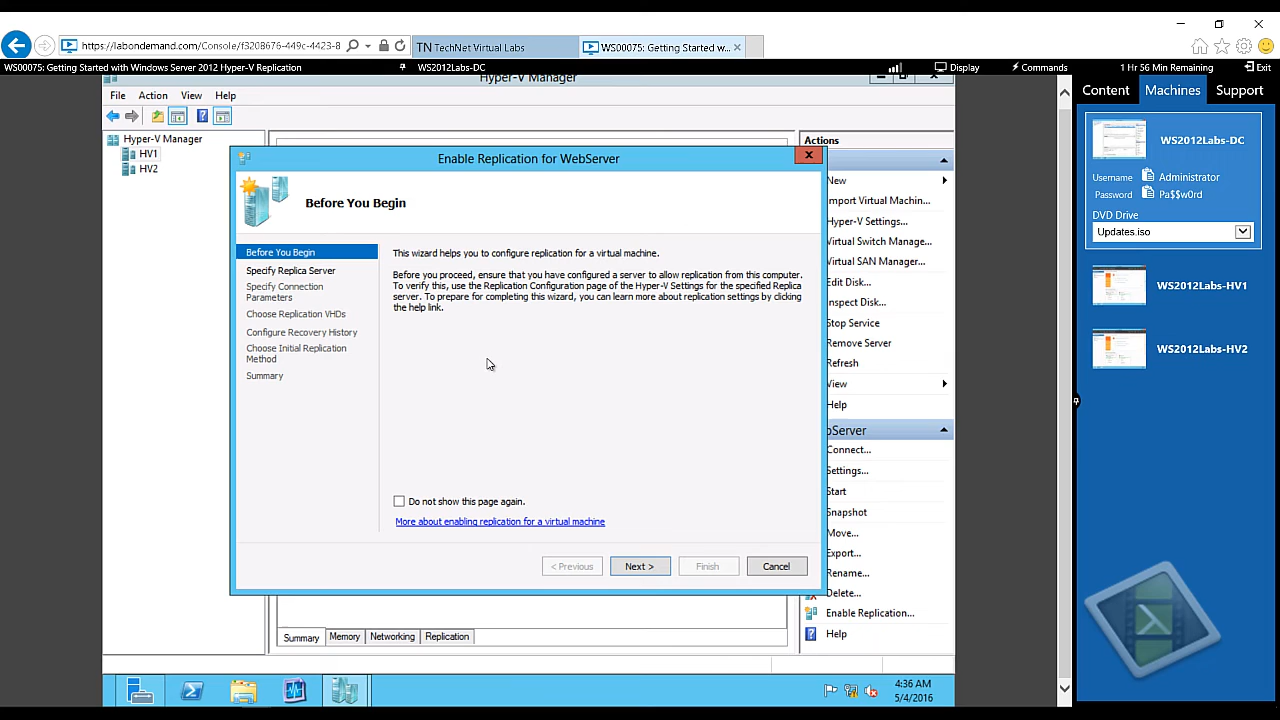 https://labondemand.com/Console/f3208676-449c-4423-8
TN TechNet Virtual Labs
WS00075: Getting Started w...
WS00075: Getting Started with Windows Server 2012 Hyper-V Replication
WS2012Labs-DC
Display
Commands
1 Hr 56 Min Remaining
Exit
Hyper-V Manager
File Action View Help
Hyper-V Manager
HV1
HV2
Enable Replication for WebServer
Before You Begin
Before You Begin
Specify Replica Server
Specify Connection
Parameters
Choose Replication VHDs
Configure Recovery History
Choose Initial Replication
Method
Summary
This wizard helps you to configure replication for a virtual machine.
Before you proceed, ensure that you have configured a server to allow replication from this computer.
To verify this, use the Replication Configuration page of the Hyper-V Settings for the specified Replica
server. To prepare for completing this wizard, you can learn more about replication settings by clicking
the help link.
Do not show this page again.
More about enabling replication for a virtual machine
< Previous
Next >
Finish
Cancel
Summary Memory Networking Replication
Actions
New
mport Virtual Machin...
Hyper-V Settings...
Virtual Switch Manage...
Virtual SAN Manager...
Edit Disk...
nspect Disk...
Stop Service
Remove Server
Refresh
View
Help
bServer
Connect...
Settings...
Start
Snapshot
Move...
Export...
Rename...
Delete...
Enable Replication...
Help
4:36 AM
5/4/2016
Content Machines Support
WS2012Labs-DC
Username Administrator
Password Pa$$w0rd
DVD Drive
Updates.iso
WS2012Labs-HV1
WS2012Labs-HV2